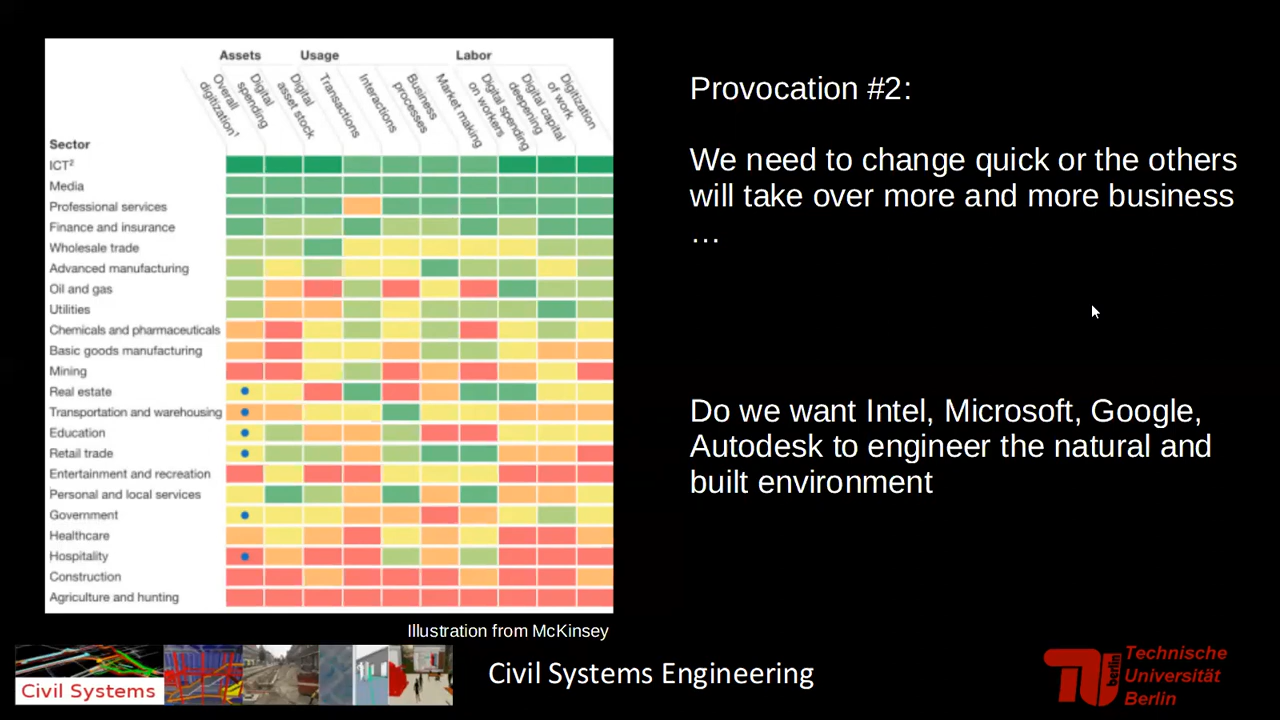 Assets Usage Labor
Overall
digitization¹
Digital
spending
Digital
asset stock
Transactions
Interactions
Business
processes
Market making
Digital spending
on workers
Digital capital
deepening
Digitization
of work
Sector
ICT²
Media
Professional services
Finance and insurance
Wholesale trade
Advanced manufacturing
Oil and gas
Utilities
Chemicals and pharmaceuticals
Basic goods manufacturing
Mining
Real estate
Transportation and warehousing
Education
Retail trade
Entertainment and recreation
Personal and local services
Government
Healthcare
Hospitality
Construction
Agriculture and hunting
Illustration from McKinsey
Provocation #2:
We need to change quick or the others
will take over more and more business
…
Do we want Intel, Microsoft, Google,
Autodesk to engineer the natural and
built environment
Civil Systems
Civil Systems Engineering
berlin
Technische
Universität
Berlin